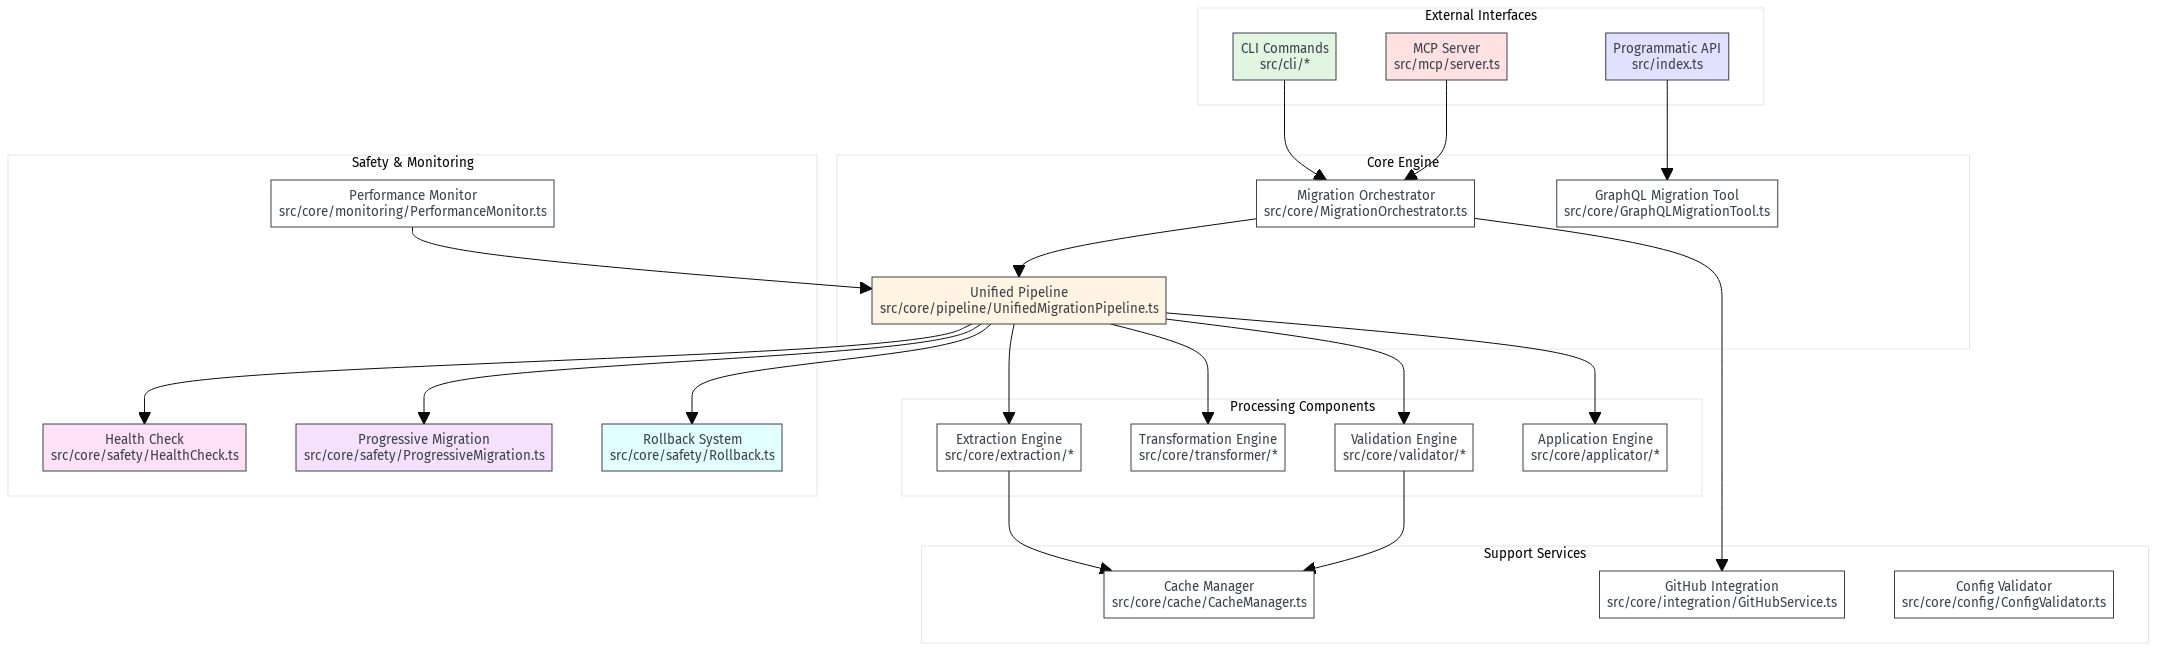 External Interfaces
CLI Commands
src/cli/*
MCP Server
src/mcp/server.ts
Programmatic API
src/index.ts
Safety & Monitoring
Performance Monitor
src/core/monitoring/PerformanceMonitor.ts
Core Engine
Migration Orchestrator
src/core/MigrationOrchestrator.ts
GraphQL Migration Tool
src/core/GraphQLMigrationTool.ts
Unified Pipeline
src/core/pipeline/UnifiedMigrationPipeline.ts
Health Check
src/core/safety/HealthCheck.ts
Progressive Migration
src/core/safety/ProgressiveMigration.ts
Rollback System
src/core/safety/Rollback.ts
Processing Components
Extraction Engine
src/core/extraction/*
Transformation Engine
src/core/transformer/*
Validation Engine
src/core/validator/*
Application Engine
src/core/applicator/*
Support Services
Cache Manager
src/core/cache/CacheManager.ts
GitHub Integration
src/core/integration/GitHubService.ts
Config Validator
src/core/config/ConfigValidator.ts